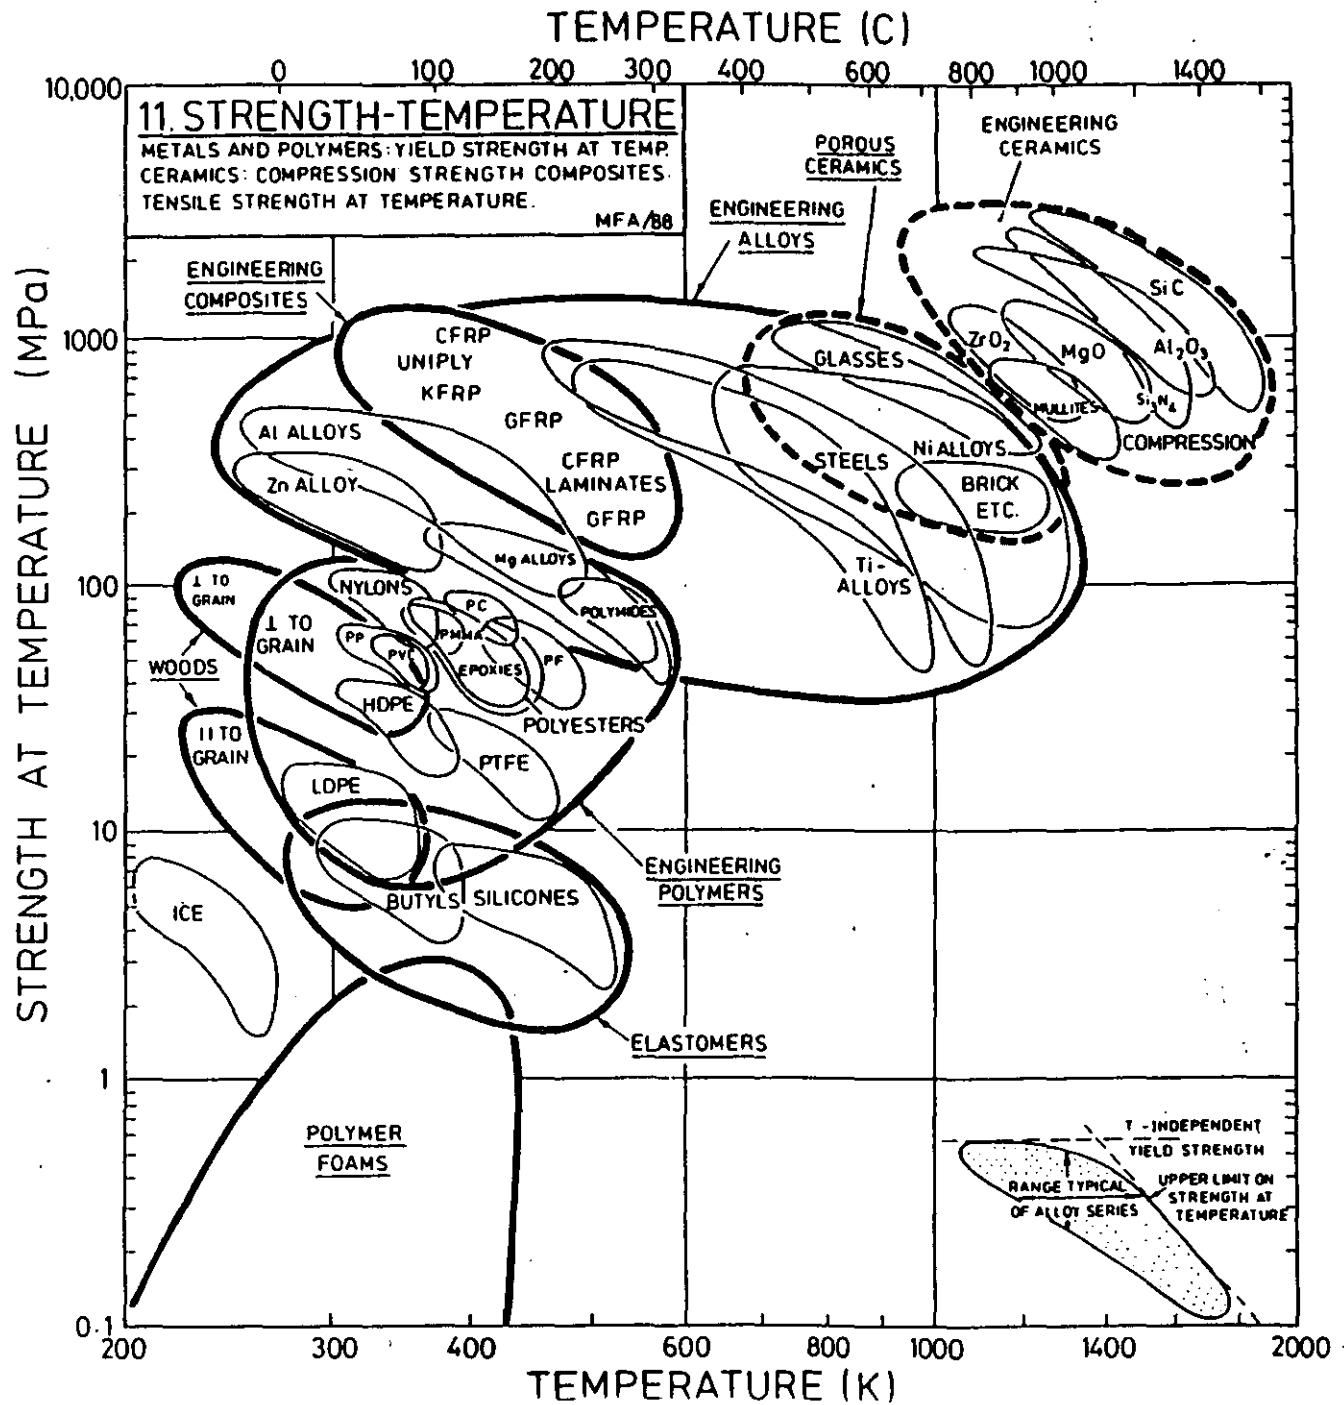 TEMPERATURE (C)
0 100 200 300 400 600 800 1000 1400
10,000
11. STRENGTH-TEMPERATURE
METALS AND POLYMERS: YIELD STRENGTH AT TEMP.
CERAMICS: COMPRESSION STRENGTH COMPOSITES.
TENSILE STRENGTH AT TEMPERATURE.
MFA/88
ENGINEERING
CERAMICS
POROUS
CERAMICS
ENGINEERING
ALLOYS
ENGINEERING
COMPOSITES
STRENGTH AT TEMPERATURE (MPa)
1000
CFRP
UNIPLY
KFRP
GFRP
CFRP
LAMINATES
GFRP
GLASSES
SiC
ZrO2
MgO
Al2O3
Si3N4
MULLITES
COMPRESSION
Al ALLOYS
Zn ALLOY
STEELS
Ni ALLOYS
BRICK
ETC.
Mg ALLOYS
Ti-
ALLOYS
100
⊥ TO
GRAIN
⊥ TO
GRAIN
NYLONS
PC
POLYMIDES
PP
PMMA
PVC
EPOXIES
PF
WOODS
HDPE
POLYESTERS
II TO
GRAIN
PTFE
LDPE
10
ENGINEERING
POLYMERS
BUTYLS
SILICONES
ICE
ELASTOMERS
1
POLYMER
FOAMS
T-INDEPENDENT
YIELD STRENGTH
RANGE TYPICAL
OF ALLOY SERIES
UPPER LIMIT ON
STRENGTH AT
TEMPERATURE
0.1
200 300 400 600 800 1000 1400 2000
TEMPERATURE (K)